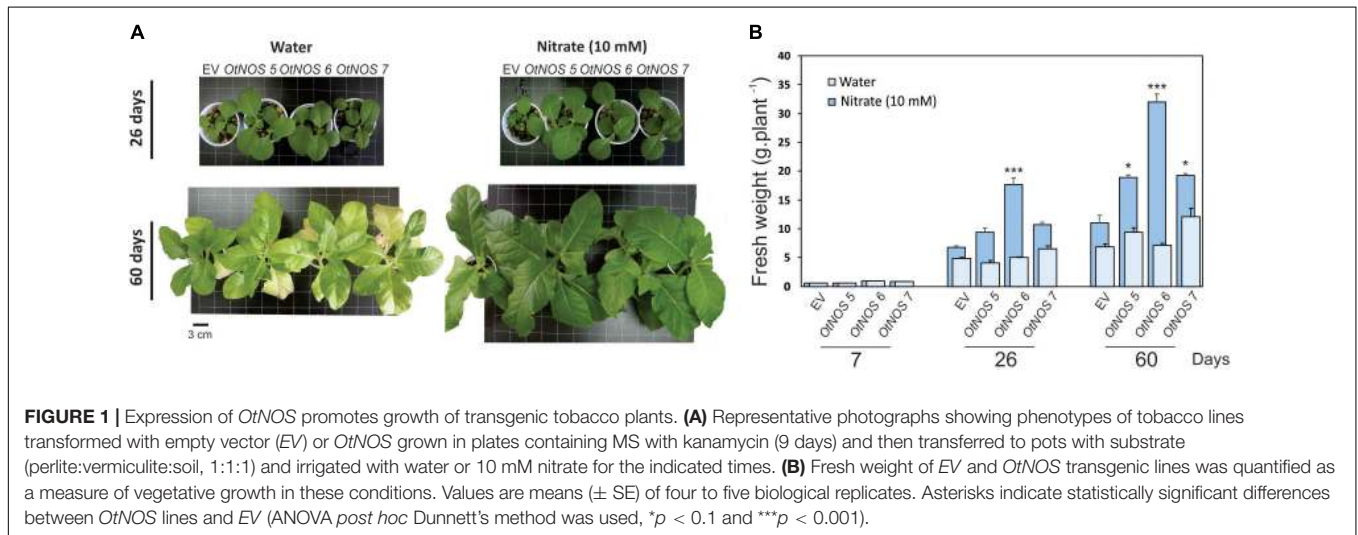 A
Water
Nitrate (10 mM)
EV OtNOS 5 OtNOS 6 OtNOS 7
EV OtNOS 5 OtNOS 6 OtNOS 7
26 days
60 days
3 cm
B
Fresh weight (g.plant -1)
40
35
30
25
20
15
10
5
0
Water
Nitrate (10 mM)
***
*
***
*
EV OtNOS 5 OtNOS 6 OtNOS 7
EV OtNOS 5 OtNOS 6 OtNOS 7
EV OtNOS 5 OtNOS 6 OtNOS 7
7 26 60 Days
FIGURE 1 | Expression of OtNOS promotes growth of transgenic tobacco plants. (A) Representative photographs showing phenotypes of tobacco lines
transformed with empty vector (EV) or OtNOS grown in plates containing MS with kanamycin (9 days) and then transferred to pots with substrate
(perlite:vermiculite:soil, 1:1:1) and irrigated with water or 10 mM nitrate for the indicated times. (B) Fresh weight of EV and OtNOS transgenic lines was quantified as
a measure of vegetative growth in these conditions. Values are means (± SE) of four to five biological replicates. Asterisks indicate statistically significant differences
between OtNOS lines and EV (ANOVA post hoc Dunnett's method was used, *p < 0.1 and ***p < 0.001).